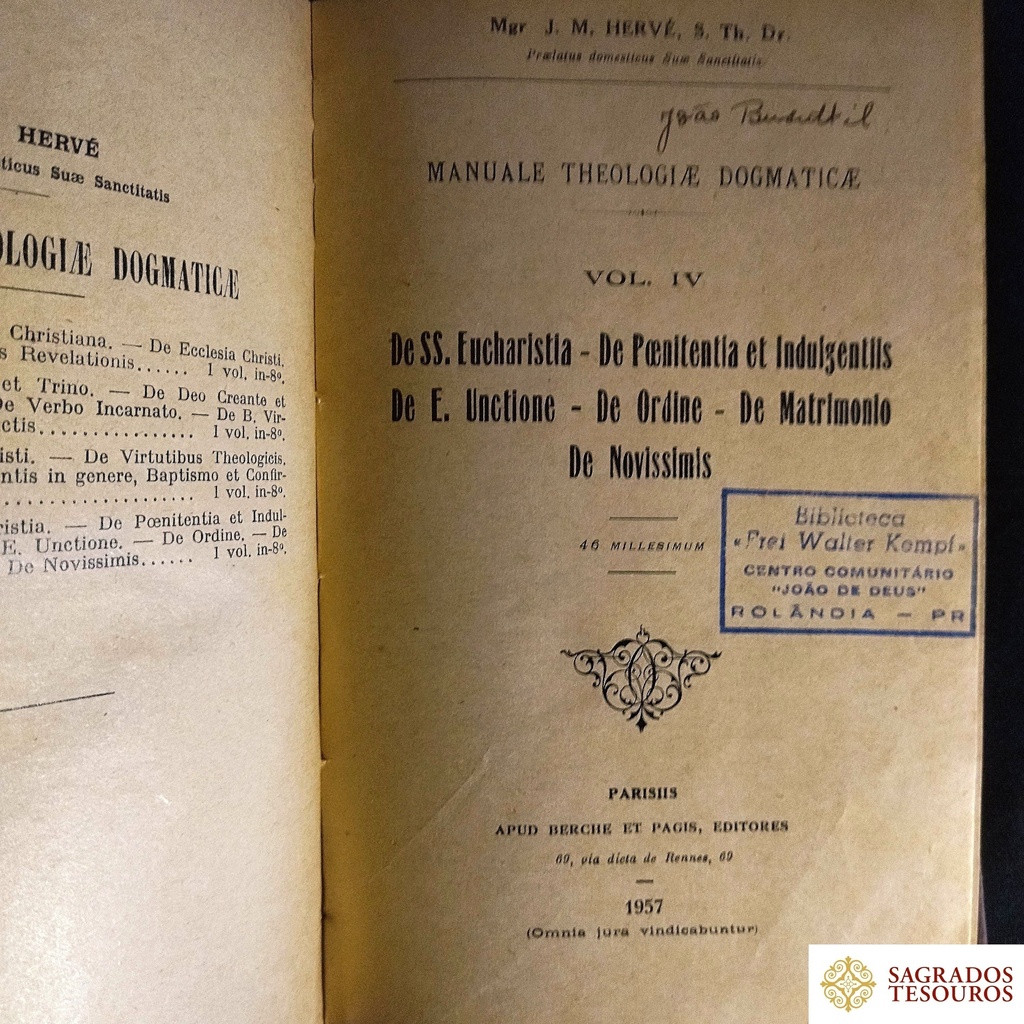 HERVÉ
ticus Suæ Sanctitatis
OLOGIÆ DOGMATICÆ
Christiana. — De Ecclesia Christi.
s Revelationis...... 1 vol. in-8º.
et Trino. — De Deo Creante et
De Verbo Incarnato. — De B. Vir-
ctis................ 1 vol. in-8º.
isti. — De Virtutibus Theologicis,
ntis in genere, Baptismo et Confir-
.................... 1 vol. in-8º.
ristia. — De Pœnitentia et Indul-
E. Unctione. — De Ordine. — De
De Novissimis...... 1 vol. in-8º.
Mgr J. M. HERVÉ, S. Th. Dr.
Prælatus domesticus Suæ Sanctitatis
João
MANUALE THEOLOGIÆ DOGMATICÆ
VOL. IV
De SS. Eucharistia - De Pœnitentia et Indulgentiis
De E. Unctione - De Ordine - De Matrimonio
De Novissimis
46 MILLESIMUM
Biblioteca
«Frei Walter Kempf»
CENTRO COMUNITÁRIO
"JOÃO DE DEUS"
ROLÂNDIA — PR
PARISIIS
APUD BERCHE ET PAGIS, EDITORES
69, via dicta de Rennes, 69
1957
(Omnia jura vindicabuntur)
SAGRADOS
TESOUROS